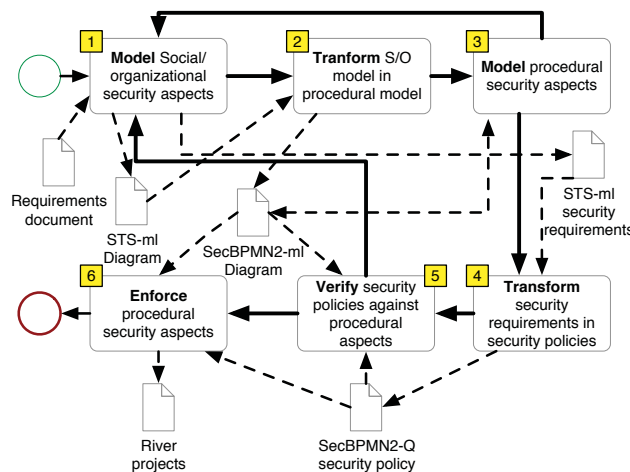 1
Model Social/
organizational
security aspects
2
Tranform S/O
model in
procedural model
3
Model procedural
security aspects
Requirements
document
STS-ml
Diagram
SecBPMN2-ml
Diagram
STS-ml
security
requirements
6
Enforce
procedural
security aspects
5
Verify security
policies against
procedural
aspects
4
Transform
security
requirements in
security policies
River
projects
SecBPMN2-Q
security policy